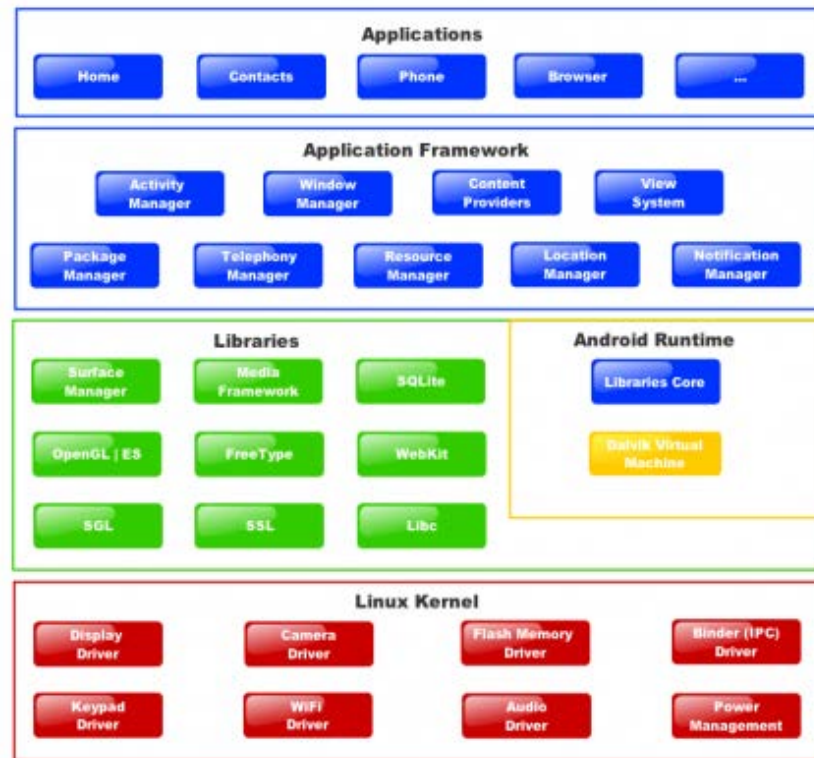 Applications
Home
Contacts
Phone
Browser
...
Application Framework
Activity
Manager
Window
Manager
Content
Providers
View
System
Package
Manager
Telephony
Manager
Resource
Manager
Location
Manager
Notification
Manager
Libraries
Surface
Manager
Media
Framework
SQLite
OpenGL | ES
FreeType
WebKit
SGL
SSL
Libc
Android Runtime
Libraries Core
Dalvik Virtual
Machine
Linux Kernel
Display
Driver
Camera
Driver
Flash Memory
Driver
Binder (IPC)
Driver
Keypad
Driver
WiFi
Driver
Audio
Driver
Power
Management